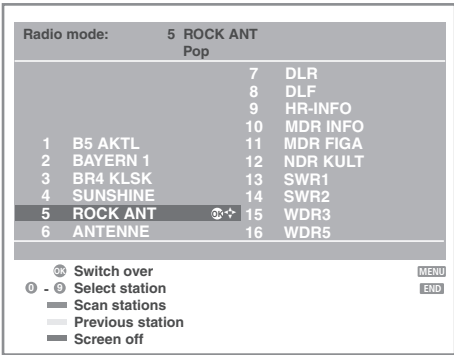 Radio mode: 5 ROCK ANT
Pop
7 DLR
8 DLF
9 HR-INFO
10 MDR INFO
1 B5 AKTL 11 MDR FIGA
2 BAYERN 1 12 NDR KULT
3 BR4 KLSK 13 SWR1
4 SUNSHINE 14 SWR2
5 ROCK ANT OK 15 WDR3
6 ANTENNE 16 WDR5
OK Switch over MENU
0 - 9 Select station END
Scan stations
Previous station
Screen off